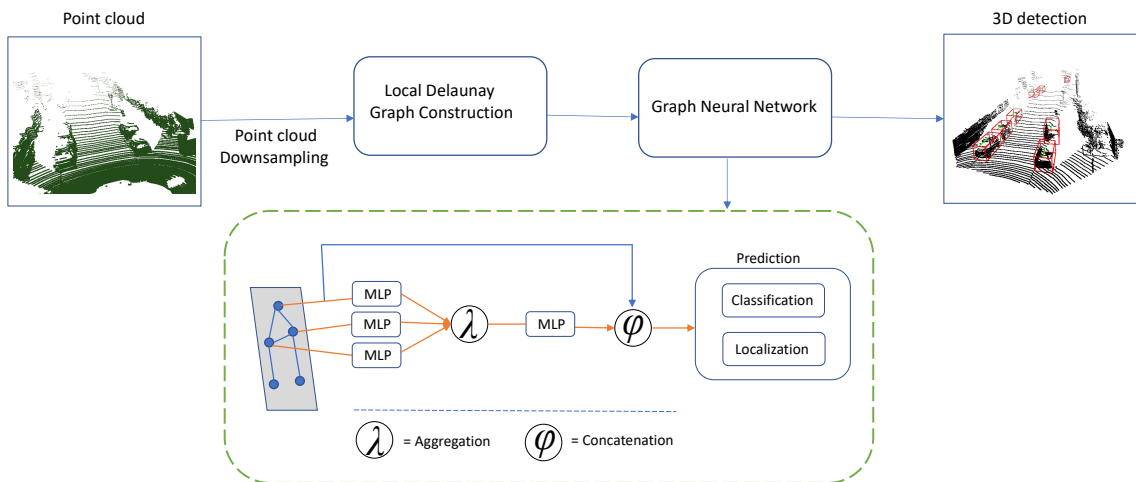 Point cloud
3D detection
Local Delaunay
Graph Construction
Graph Neural Network
Point cloud
Downsampling
Prediction
MLP
Classification
MLP
λ
MLP
φ
Localization
MLP
λ = Aggregation
φ = Concatenation